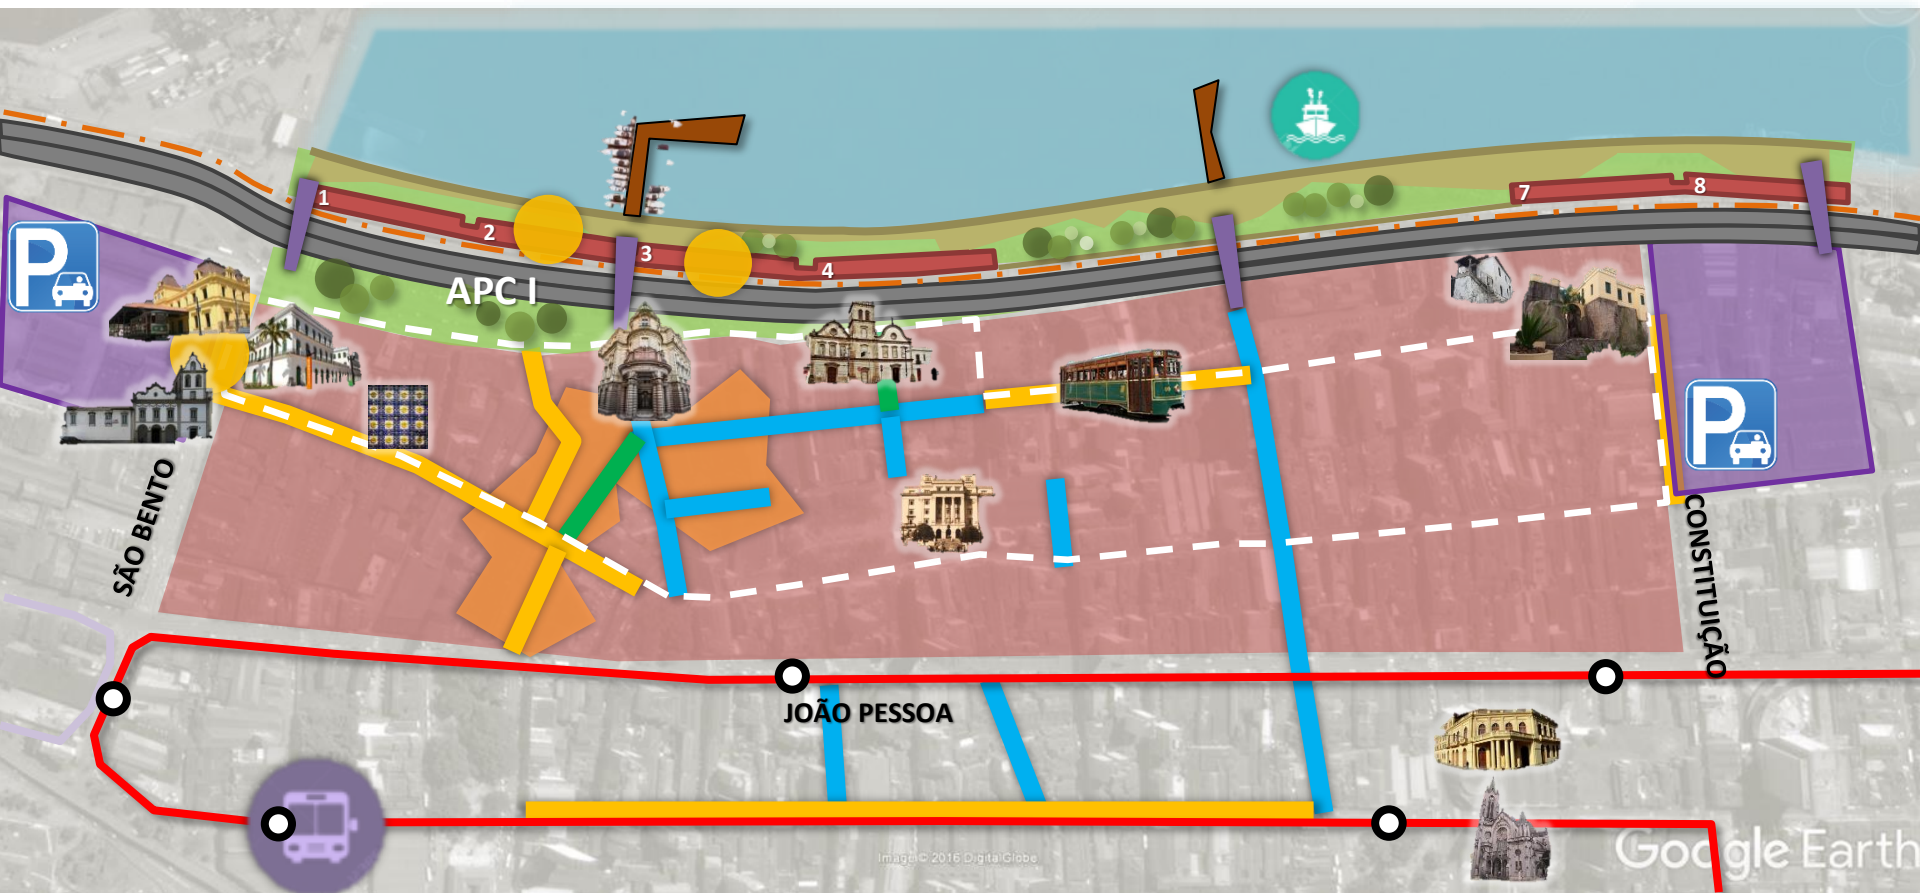 P
1
2
3
4
7
8
APC I
P
SÃO BENTO
CONSTITUIÇÃO
JOÃO PESSOA
Image © 2016 DigitalGlobe
Google Earth